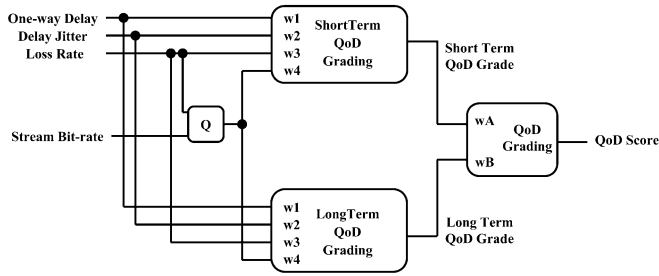 One-way Delay
Delay Jitter
Loss Rate
Stream Bit-rate
Q
w1
w2
w3
w4
ShortTerm
QoD
Grading
w1
w2
w3
w4
LongTerm
QoD
Grading
Short Term
QoD Grade
Long Term
QoD Grade
wA
wB
QoD
Grading
QoD Score